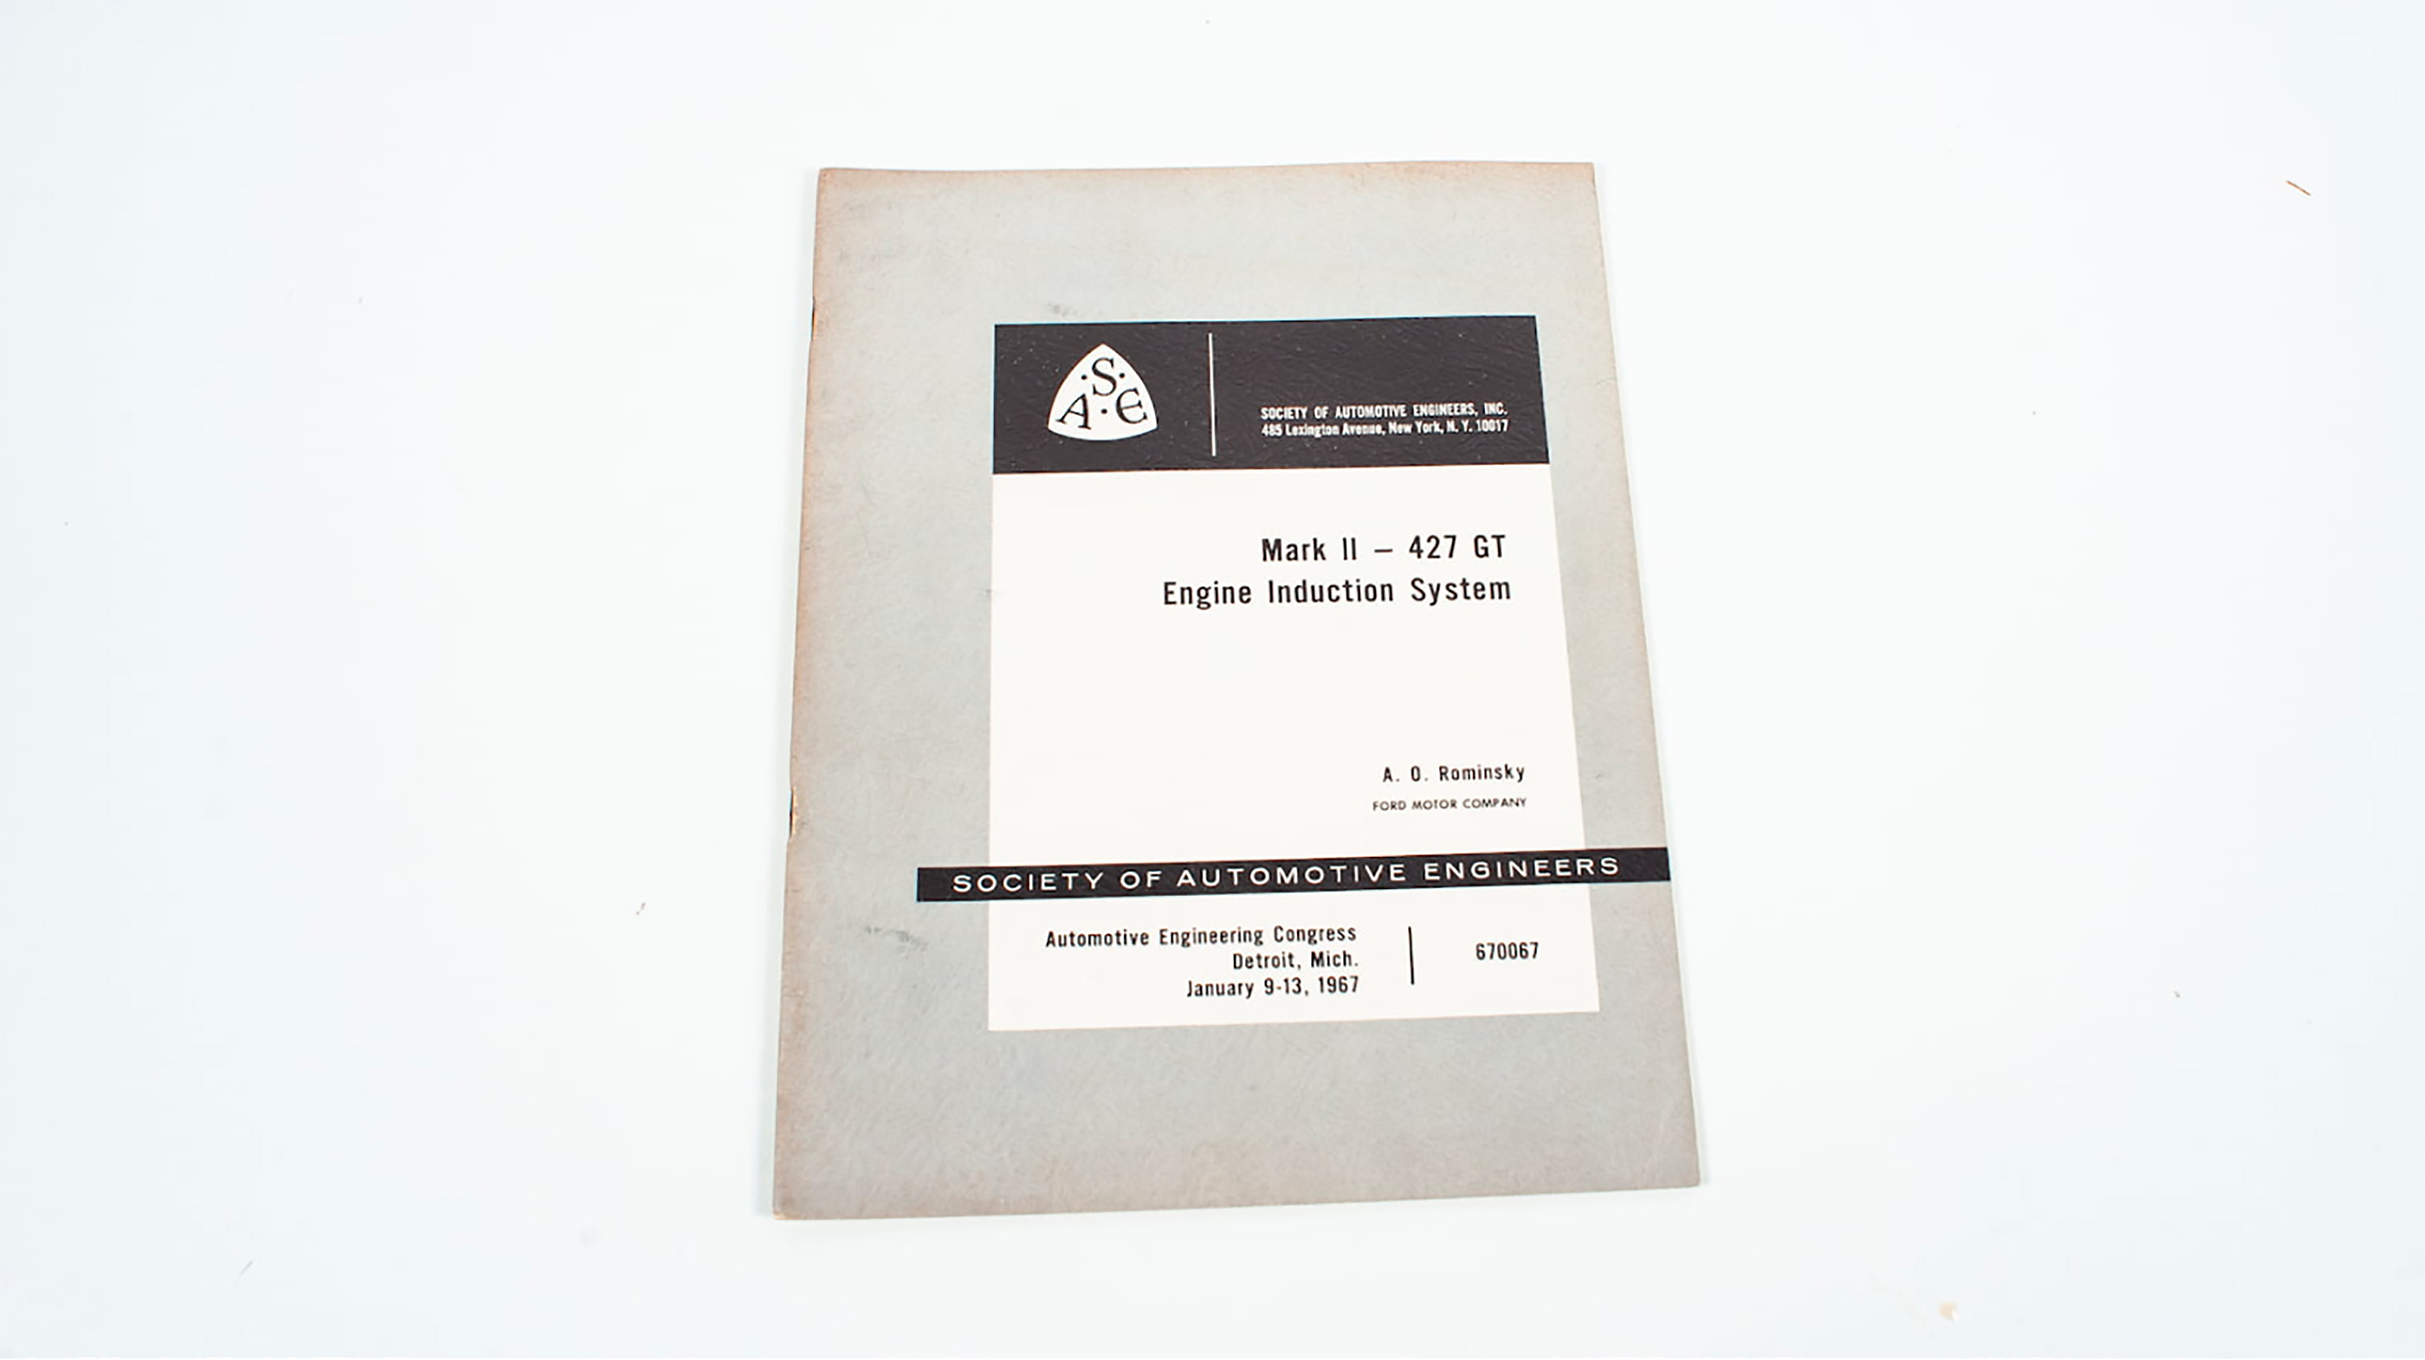 ·S·
A·E
SOCIETY OF AUTOMOTIVE ENGINEERS, INC.
485 Lexington Avenue, New York, N. Y. 10017
Mark II – 427 GT
Engine Induction System
A. O. Rominsky
FORD MOTOR COMPANY
SOCIETY OF AUTOMOTIVE ENGINEERS
Automotive Engineering Congress
Detroit, Mich.
January 9-13, 1967
670067